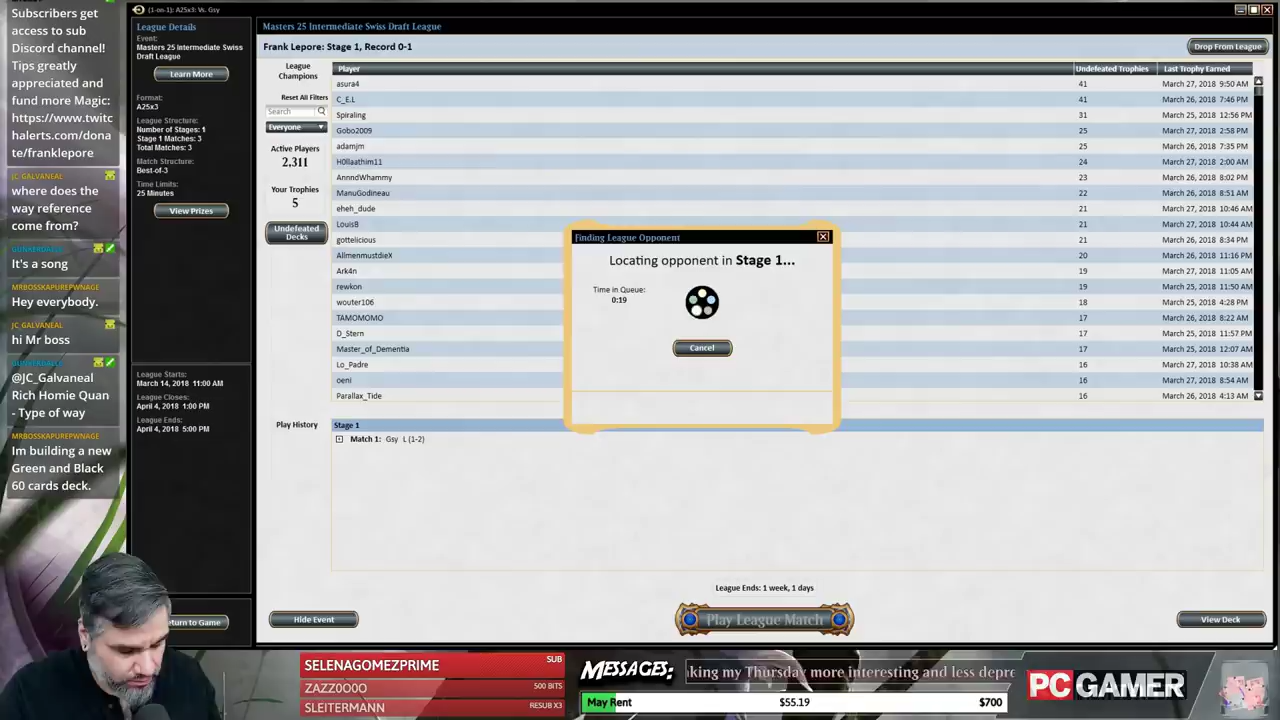 Subscribers get
access to sub
Discord channel!
Tips greatly
appreciated and
fund more Magic:
https://www.twitc
halerts.com/dona
te/franklepore
JC GALVANEAL
where does the
way reference
come from?
It's a song
MRBOSSKAPUREPWNAGE
Hey everybody.
JC GALVANEAL
hi Mr boss
@JC_Galvaneal
Rich Homie Quan
- Type of way
MRBOSSKAPUREPWNAGE
Im building a new
Green and Black
60 cards deck.
(1-on-1): A25x3: Vs. Gsy
League Details
Event:
Masters 25 Intermediate Swiss
Draft League
Learn More
Format:
A25x3
League Structure:
Number of Stages: 1
Stage 1 Matches: 3
Total Matches: 3
Match Structure:
Best-of-3
Time Limits:
25 Minutes
View Prizes
League Starts:
March 14, 2018 11:00 AM
League Closes:
April 4, 2018 1:00 PM
League Ends:
April 4, 2018 5:00 PM
eturn to Game
Masters 25 Intermediate Swiss Draft League
Frank Lepore: Stage 1, Record 0-1
Drop From League
League
Champions
Reset All Filters
Search
Everyone
Active Players
2,311
Your Trophies
5
Undefeated
Decks
Player Undefeated Trophies Last Trophy Earned
asura4 41 March 27, 2018 9:50 AM
C_E.L 41 March 26, 2018 7:46 PM
Spiraling 31 March 25, 2018 12:56 PM
Gobo2009 25 March 27, 2018 2:58 PM
adamjm 25 March 26, 2018 7:35 PM
H0llaathim11 24 March 27, 2018 2:00 AM
AnnndWhammy 23 March 26, 2018 8:02 PM
ManuGodineau 22 March 26, 2018 8:51 AM
eheh_dude 21 March 27, 2018 10:46 AM
LouisB 21 March 27, 2018 10:44 AM
gottelicious 21 March 26, 2018 8:34 PM
AllmenmustdieX 20 March 26, 2018 11:16 PM
Ark4n 19 March 27, 2018 11:05 AM
rewkon 19 March 25, 2018 11:50 AM
wouter106 18 March 25, 2018 4:28 PM
TAMOMOMO 17 March 26, 2018 8:22 AM
D_Stern 17 March 25, 2018 11:57 PM
Master_of_Dementia 17 March 25, 2018 12:07 AM
Lo_Padre 16 March 27, 2018 10:38 AM
oeni 16 March 27, 2018 8:54 AM
Parallax_Tide 16 March 26, 2018 4:13 AM
Finding League Opponent
Locating opponent in Stage 1...
Time in Queue:
0:19
Cancel
Play History
Stage 1
Match 1: Gsy L (1-2)
League Ends: 1 week, 1 days
Hide Event
Play League Match
View Deck
SELENAGOMEZPRIME SUB
ZAZZ0O0O 500 BITS
SLEITERMANN RESUB X3
MESSAGES:
king my Thursday more interesting and less depre
May Rent $55.19 $700
PC GAMER